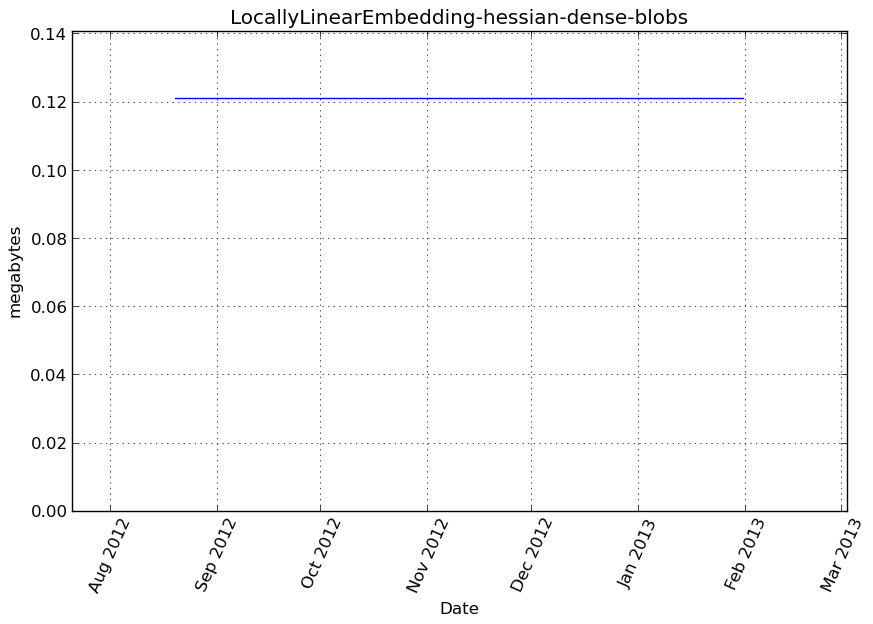 LocallyLinearEmbedding-hessian-dense-blobs
0.14
0.12
0.10
0.08
0.06
0.04
0.02
0.00
megabytes
Aug 2012
Sep 2012
Oct 2012
Nov 2012
Dec 2012
Jan 2013
Feb 2013
Mar 2013
Date